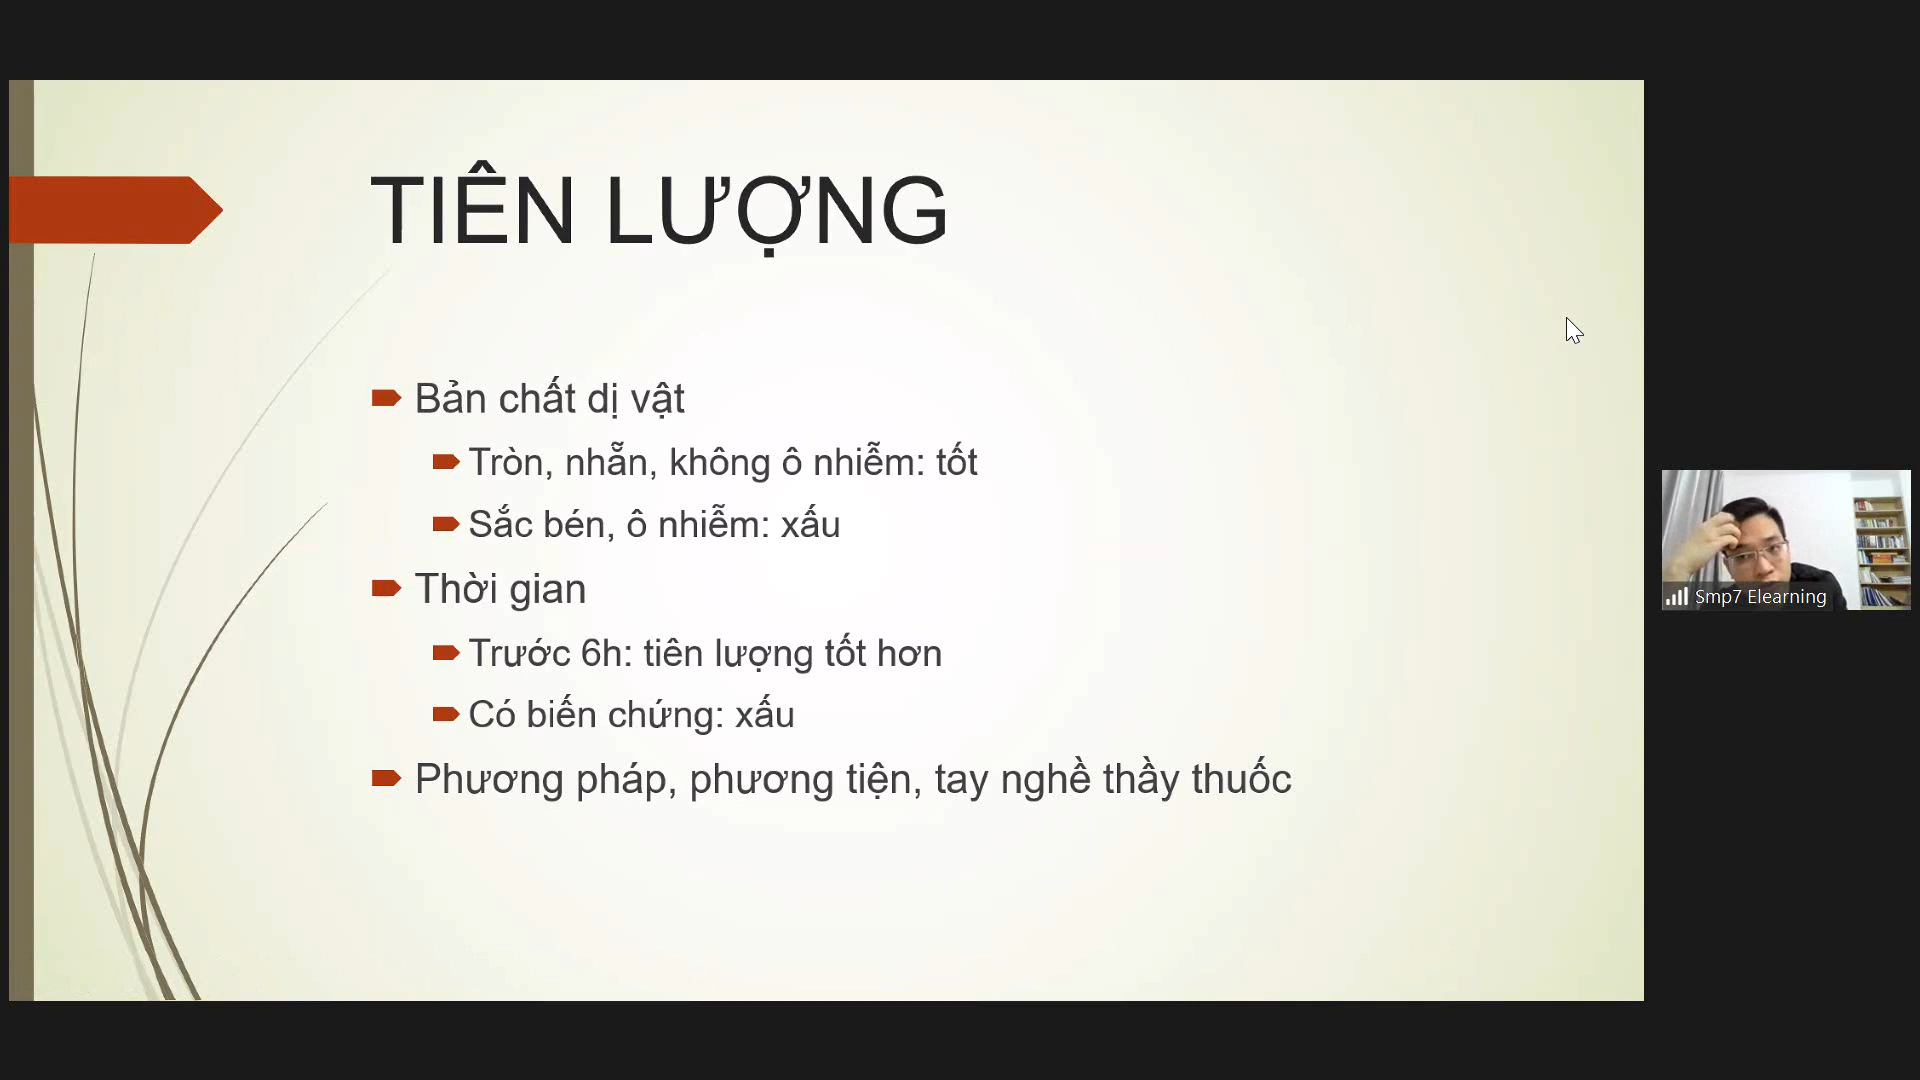 TIÊN LƯỢNG
Bản chất dị vật
Tròn, nhẵn, không ô nhiễm: tốt
Sắc bén, ô nhiễm: xấu
Thời gian
Trước 6h: tiên lượng tốt hơn
Có biến chứng: xấu
Phương pháp, phương tiện, tay nghề thầy thuốc
Smp7 Elearning